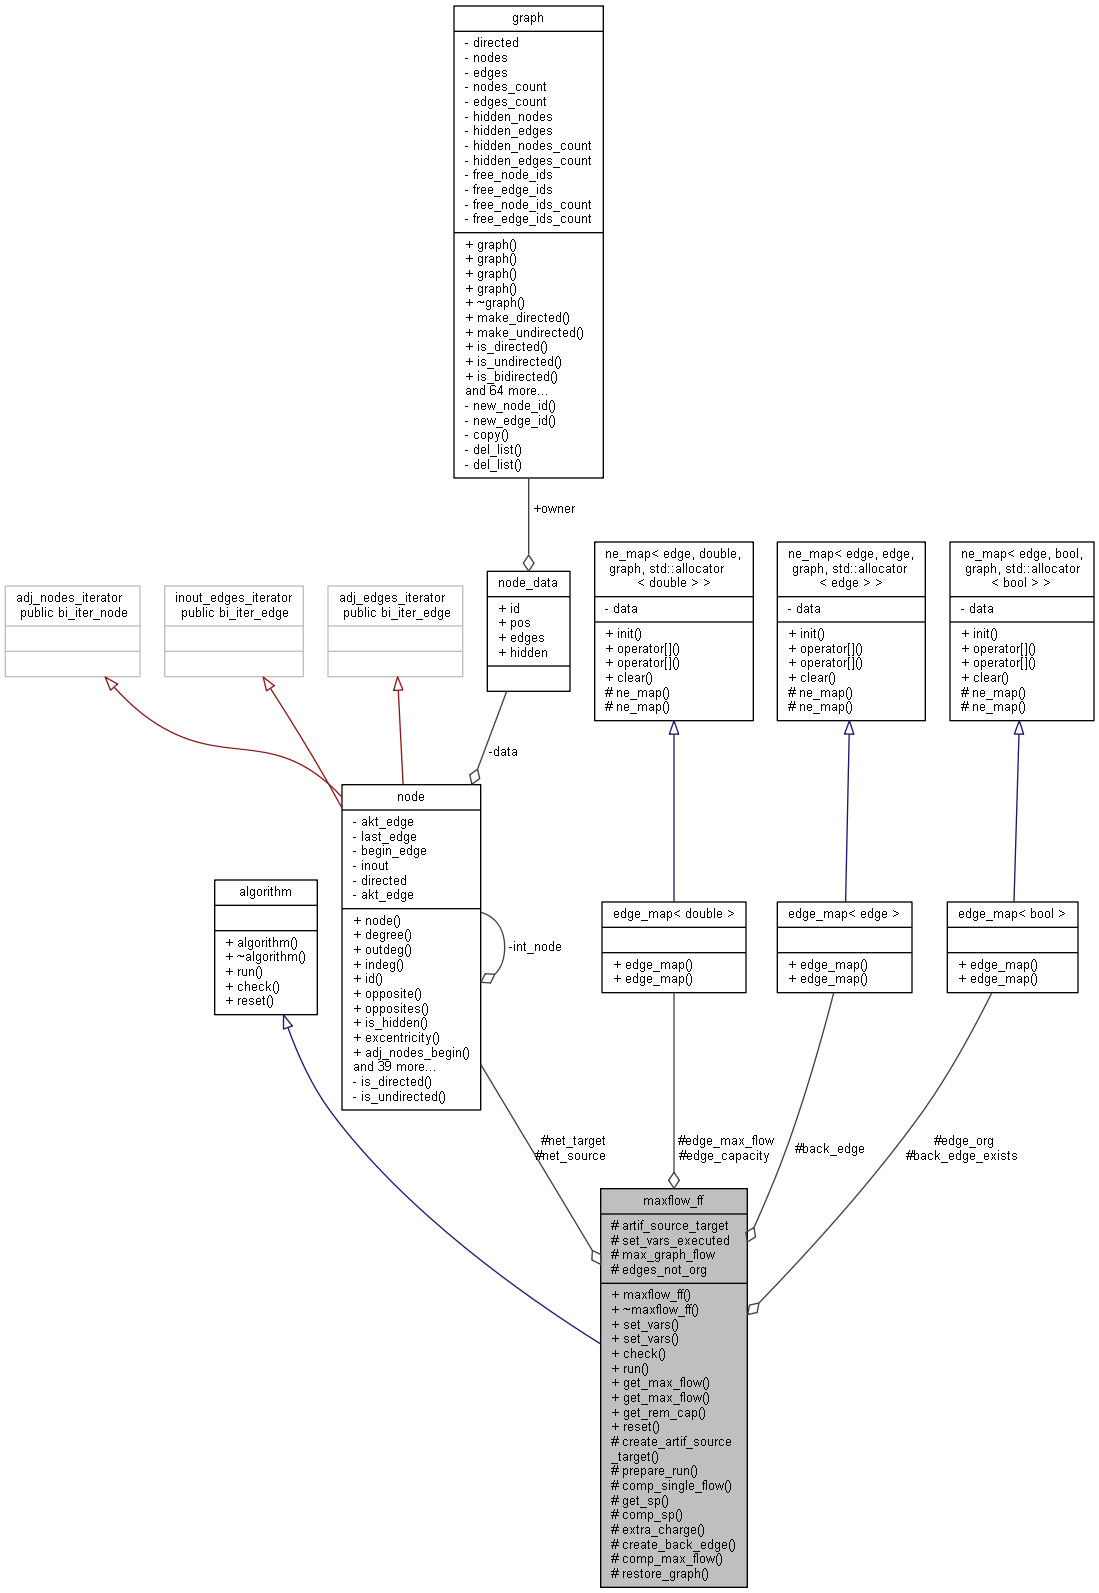 graph
- directed
- nodes
- edges
- nodes_count
- edges_count
- hidden_nodes
- hidden_edges
- hidden_nodes_count
- hidden_edges_count
- free_node_ids
- free_edge_ids
- free_node_ids_count
- free_edge_ids_count
+ graph()
+ graph()
+ graph()
+ graph()
+ ~graph()
+ make_directed()
+ make_undirected()
+ is_directed()
+ is_undirected()
+ is_bidirected()
and 64 more...
- new_node_id()
- new_edge_id()
- copy()
- del_list()
- del_list()
+owner
adj_nodes_iterator
public bi_iter_node
inout_edges_iterator
public bi_iter_edge
adj_edges_iterator
public bi_iter_edge
node_data
+ id
+ pos
+ edges
+ hidden
ne_map< edge, double,
graph, std::allocator
< double > >
- data
+ init()
+ operator[]()
+ operator[]()
+ clear()
# ne_map()
# ne_map()
ne_map< edge, edge,
graph, std::allocator
< edge > >
- data
+ init()
+ operator[]()
+ operator[]()
+ clear()
# ne_map()
# ne_map()
ne_map< edge, bool,
graph, std::allocator
< bool > >
- data
+ init()
+ operator[]()
+ operator[]()
+ clear()
# ne_map()
# ne_map()
-data
node
- akt_edge
- last_edge
- begin_edge
- inout
- directed
- akt_edge
+ node()
+ degree()
+ outdeg()
+ indeg()
+ id()
+ opposite()
+ opposites()
+ is_hidden()
+ excentricity()
+ adj_nodes_begin()
and 39 more...
- is_directed()
- is_undirected()
-int_node
algorithm
+ algorithm()
+ ~algorithm()
+ run()
+ check()
+ reset()
edge_map< double >
+ edge_map()
+ edge_map()
edge_map< edge >
+ edge_map()
+ edge_map()
edge_map< bool >
+ edge_map()
+ edge_map()
#net_target
#net_source
#edge_max_flow
#edge_capacity
#back_edge
#edge_org
#back_edge_exists
maxflow_ff
# artif_source_target
# set_vars_executed
# max_graph_flow
# edges_not_org
+ maxflow_ff()
+ ~maxflow_ff()
+ set_vars()
+ set_vars()
+ check()
+ run()
+ get_max_flow()
+ get_max_flow()
+ get_rem_cap()
+ reset()
# create_artif_source
_target()
# prepare_run()
# comp_single_flow()
# get_sp()
# comp_sp()
# extra_charge()
# create_back_edge()
# comp_max_flow()
# restore_graph()